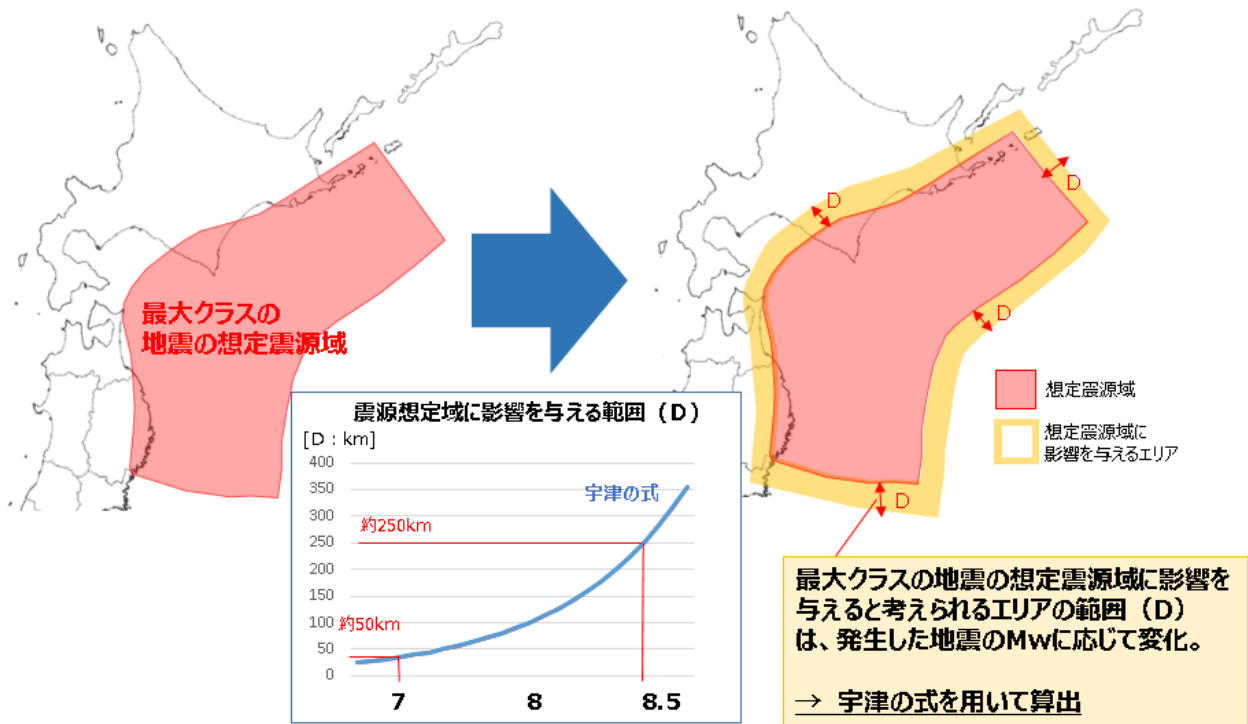 最大クラスの
地震の想定震源域
震源想定域に影響を与える範囲（D）
[D：km]
400
350
300
250
200
150
100
50
0
宇津の式
約250km
約50km
7
8
8.5
D
D
D
D
想定震源域
想定震源域に
影響を与えるエリア
最大クラスの地震の想定震源域に影響を
与えると考えられるエリアの範囲（D）
は、発生した地震のMwに応じて変化。
→ 宇津の式を用いて算出